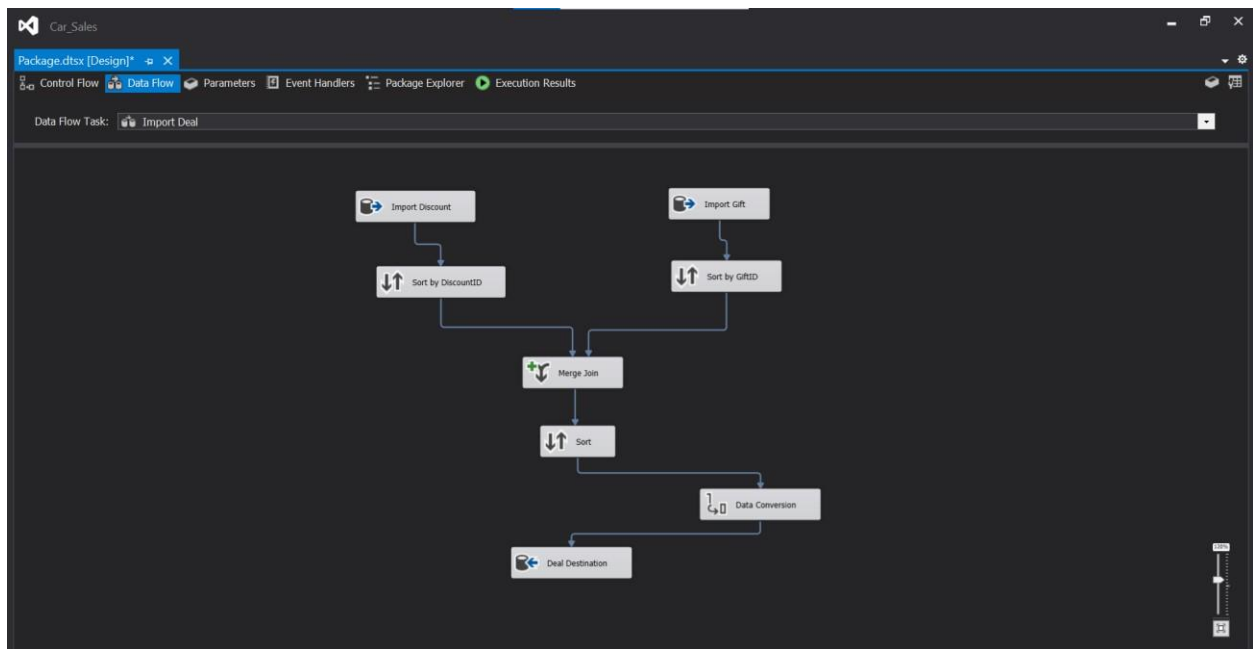 Car_Sales
Package.dtsx [Design]*
Control Flow Data Flow Parameters Event Handlers Package Explorer Execution Results
Data Flow Task: Import Deal
Import Discount Import Gift
Sort by DiscountID Sort by GiftID
Merge Join
Sort
Data Conversion
Deal Destination